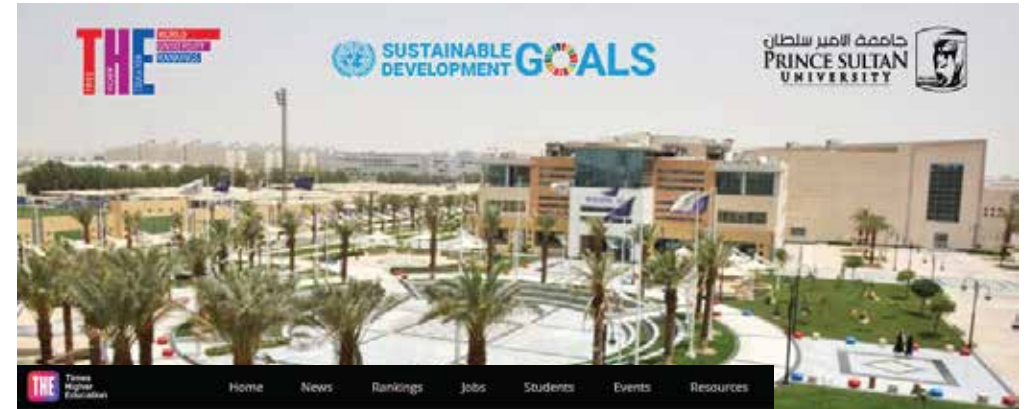 THE
WORLD
UNIVERSITY
RANKINGS
TIMES
HIGHER
EDUCATION
SUSTAINABLE
DEVELOPMENT GOALS
جامعة الامير سلطان
PRINCE SULTAN
UNIVERSITY
THE
Times
Higher
Education
Home News Rankings Jobs Students Events Resources